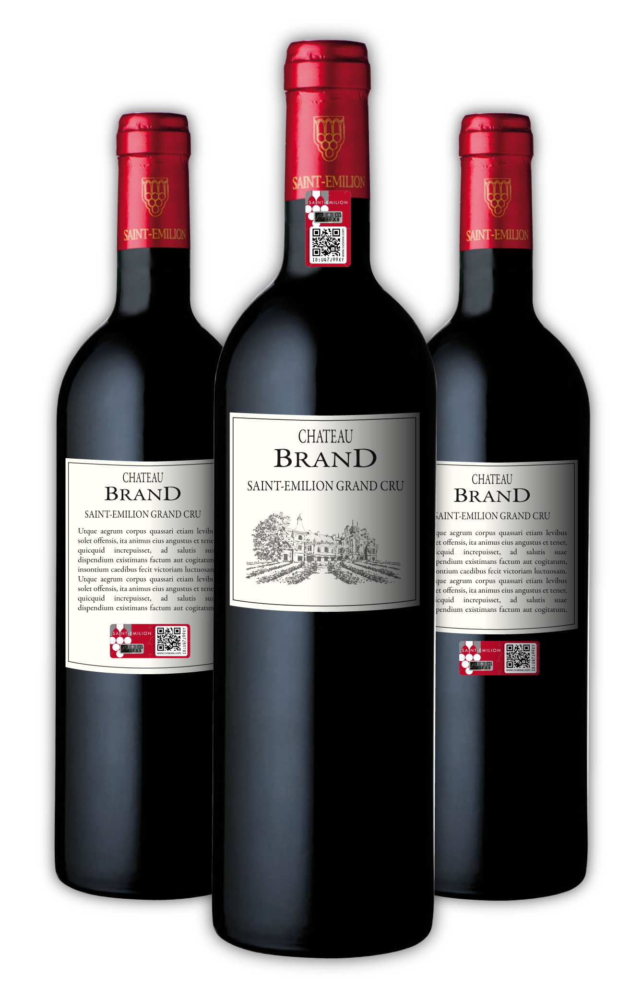 SAINT-EMILION
SAINT-EMILION
X9
8FX9
www.cvsewa.com
ID:UQ7J99XY
CHATEAU
BRAND
SAINT-EMILION GRAND CRU
SAINT-EMILION
CHATEAU
BRAND
SAINT-EMILION GRAND CRU
Utque aegrum corpus quassari etiam levibu
solet offensis, ita animus eius angustus et tene
quicquid increpuisset, ad salutis sua
dispendium existimans factum aut cogitatum
insontium caedibus fecit victoriam luctuosam
Utque aegrum corpus quassari etiam levibu
solet offensis, ita animus eius angustus et tene
quicquid increpuisset, ad salutis sua
dispendium existimans factum aut cogitatum
SAINT-EMILION
X9
8FX9
www.cvsewa.com
ID:UQ7J99XY
SAINT-EMILION
CHATEAU
BRAND
SAINT-EMILION GRAND CRU
que aegrum corpus quassari etiam levibus
et offensis, ita animus eius angustus et tener,
icquid increpuisset, ad salutis suae
pendium existimans factum aut cogitatum,
ontium caedibus fecit victoriam luctuosam.
que aegrum corpus quassari etiam levibus
et offensis, ita animus eius angustus et tener,
icquid increpuisset, ad salutis suae
pendium existimans factum aut cogitatum,
SAINT-EMILION
X9
8FX9
www.cvsewa.com
ID:UQ7J99XY